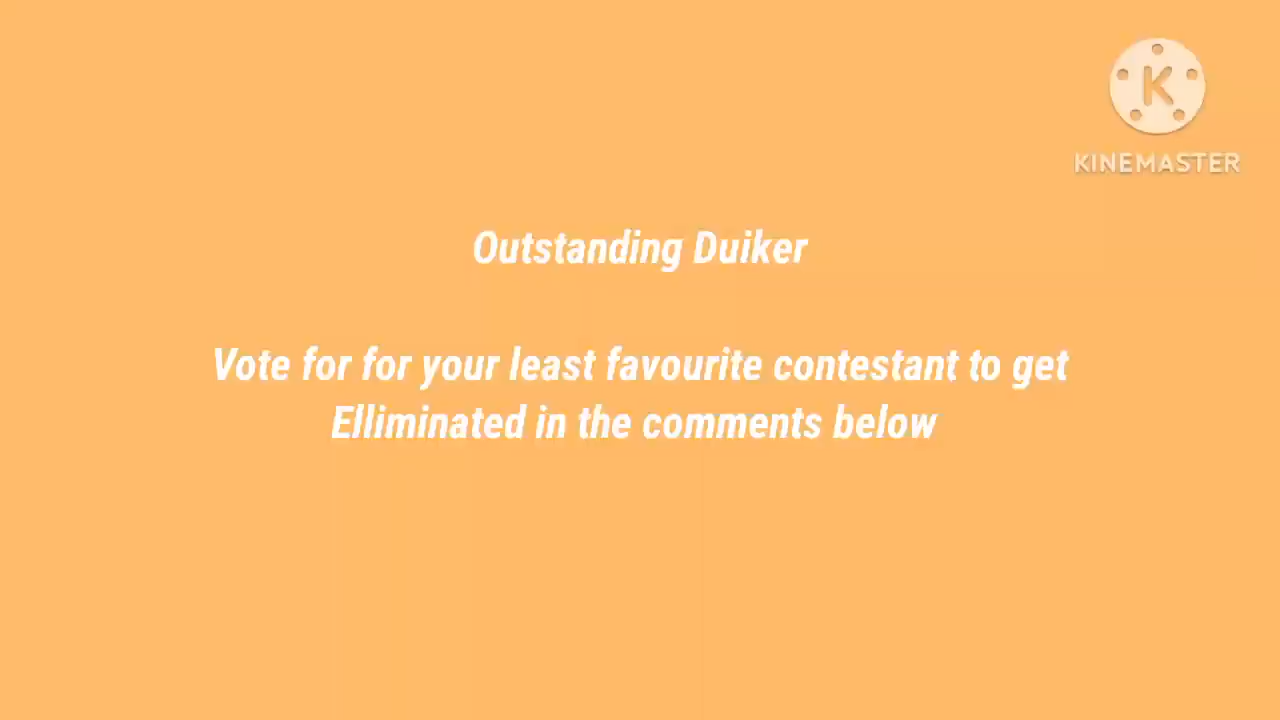 K
KINEMASTER
Outstanding Duiker
Vote for for your least favourite contestant to get
Elliminated in the comments below